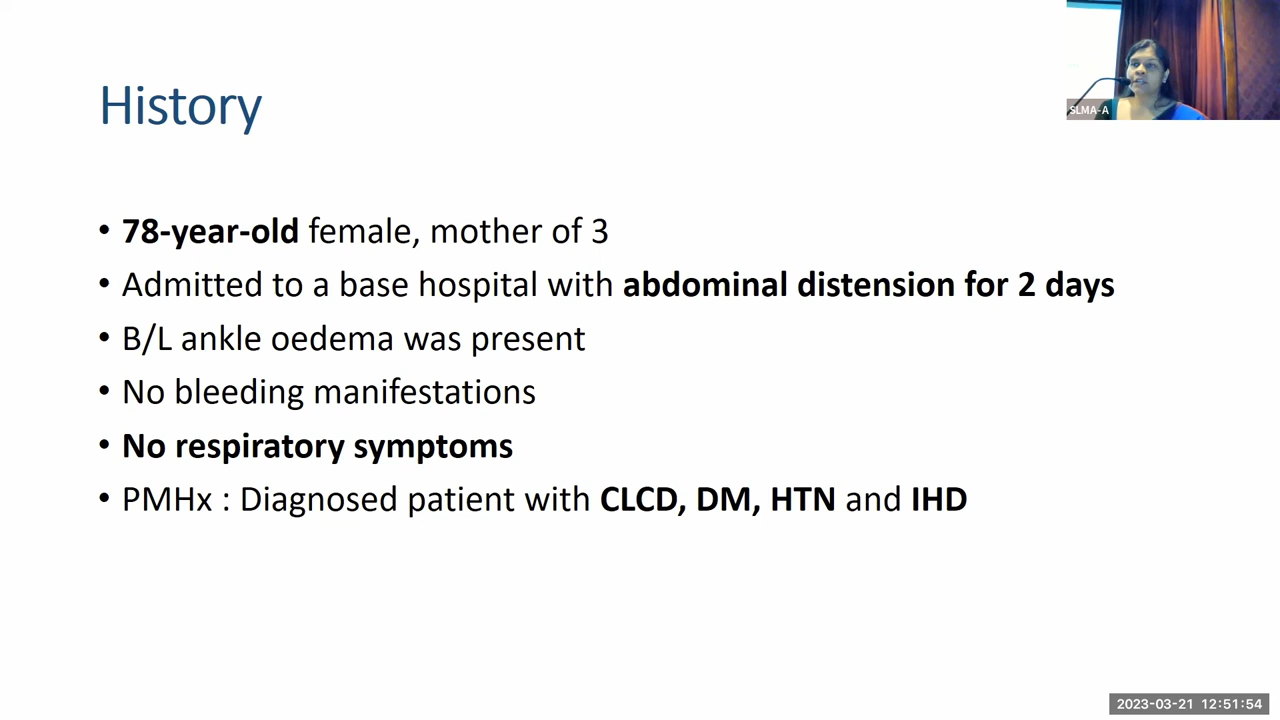 History
SLMA-A
• 78-year-old female, mother of 3
• Admitted to a base hospital with abdominal distension for 2 days
• B/L ankle oedema was present
• No bleeding manifestations
• No respiratory symptoms
• PMHx : Diagnosed patient with CLCD, DM, HTN and IHD
2023-03-21 12:51:54